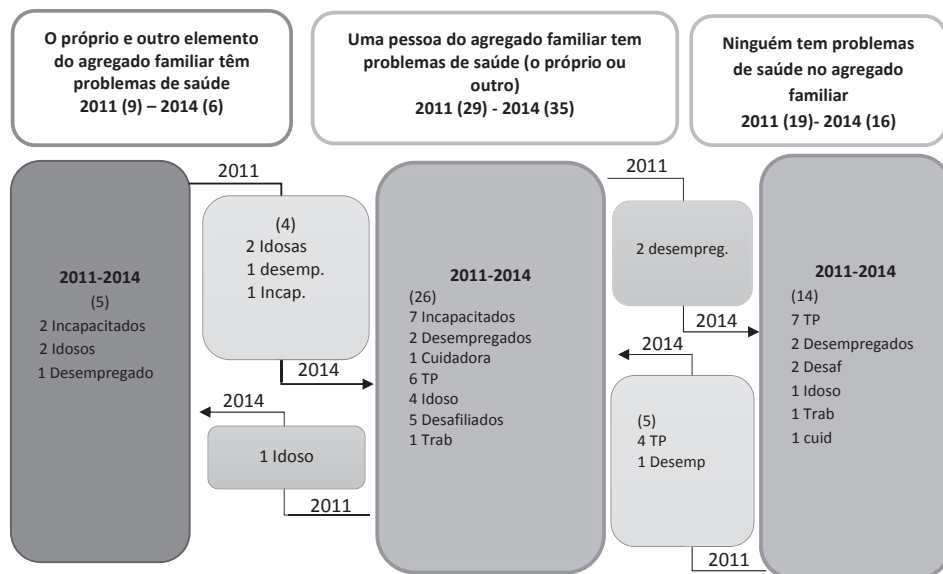 O próprio e outro elemento
do agregado familiar têm
problemas de saúde
2011 (9) – 2014 (6)
Uma pessoa do agregado familiar tem
problemas de saúde (o próprio ou
outro)
2011 (29) - 2014 (35)
Ninguém tem problemas
de saúde no agregado
familiar
2011 (19)- 2014 (16)
2011-2014
(5)
2 Incapacitados
2 Idosos
1 Desempregado
2011
(4)
2 Idosas
1 desemp.
1 Incap.
2014
2014
1 Idoso
2011
2011-2014
(26)
7 Incapacitados
2 Desempregados
1 Cuidadora
6 TP
4 Idoso
5 Desafiliados
1 Trab
2011
2 desempreg.
2014
2014
(5)
4 TP
1 Desemp
2011
2011-2014
(14)
7 TP
2 Desempregados
2 Desaf
1 Idoso
1 Trab
1 cuid